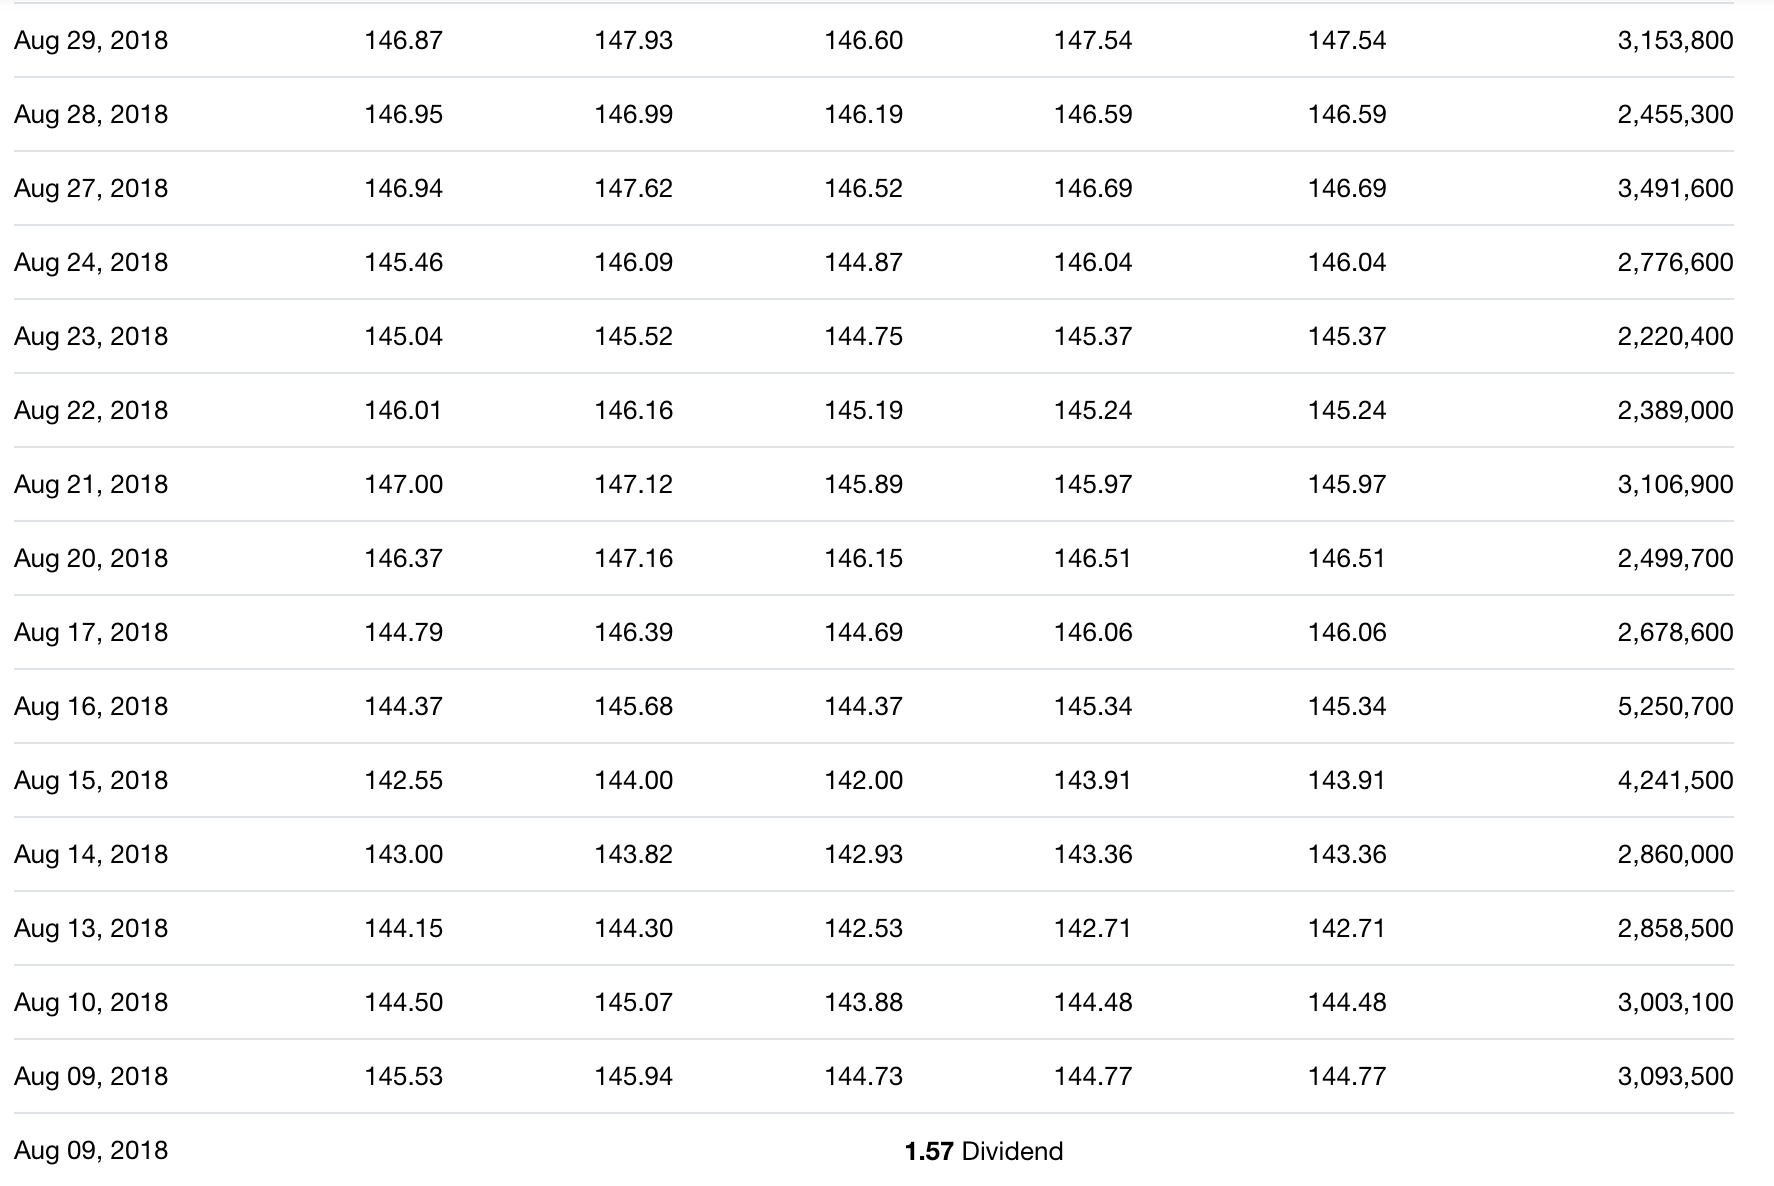 Aug 29, 2018 146.87 147.93 146.60 147.54 147.54 3,153,800
Aug 28, 2018 146.95 146.99 146.19 146.59 146.59 2,455,300
Aug 27, 2018 146.94 147.62 146.52 146.69 146.69 3,491,600
Aug 24, 2018 145.46 146.09 144.87 146.04 146.04 2,776,600
Aug 23, 2018 145.04 145.52 144.75 145.37 145.37 2,220,400
Aug 22, 2018 146.01 146.16 145.19 145.24 145.24 2,389,000
Aug 21, 2018 147.00 147.12 145.89 145.97 145.97 3,106,900
Aug 20, 2018 146.37 147.16 146.15 146.51 146.51 2,499,700
Aug 17, 2018 144.79 146.39 144.69 146.06 146.06 2,678,600
Aug 16, 2018 144.37 145.68 144.37 145.34 145.34 5,250,700
Aug 15, 2018 142.55 144.00 142.00 143.91 143.91 4,241,500
Aug 14, 2018 143.00 143.82 142.93 143.36 143.36 2,860,000
Aug 13, 2018 144.15 144.30 142.53 142.71 142.71 2,858,500
Aug 10, 2018 144.50 145.07 143.88 144.48 144.48 3,003,100
Aug 09, 2018 145.53 145.94 144.73 144.77 144.77 3,093,500
Aug 09, 2018 1.57 Dividend